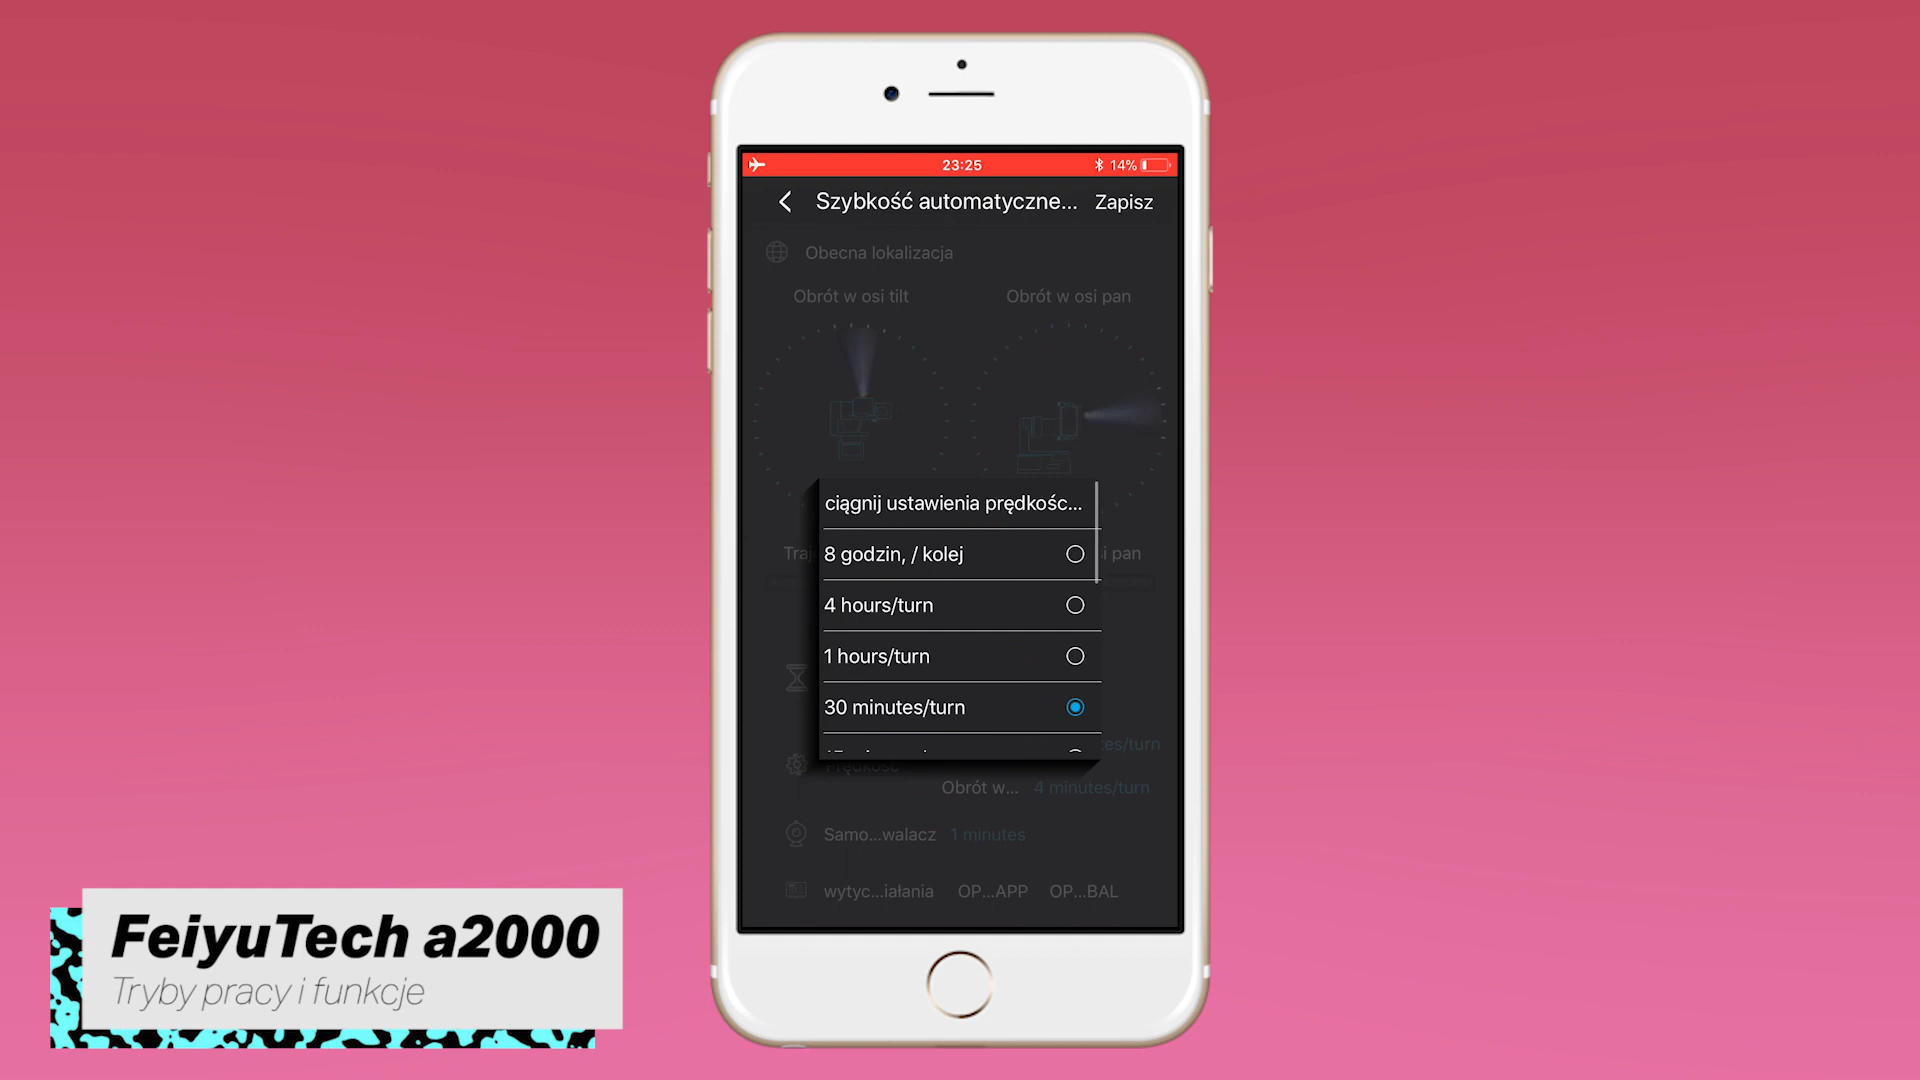 23:25
14%
Szybkość automatyczne...
Zapisz
Obecna lokalizacja
Obrót w osi tilt
Obrót w osi pan
ciągnij ustawienia prędkośc...
8 godzin, / kolej
4 hours/turn
1 hours/turn
30 minutes/turn
Prędkość
Obrót w... 4 minutes/turn
Samo...walacz 1 minutes
wytyc...iałania OP...APP OP...BAL
FeiyuTech a2000
Tryby pracy i funkcje